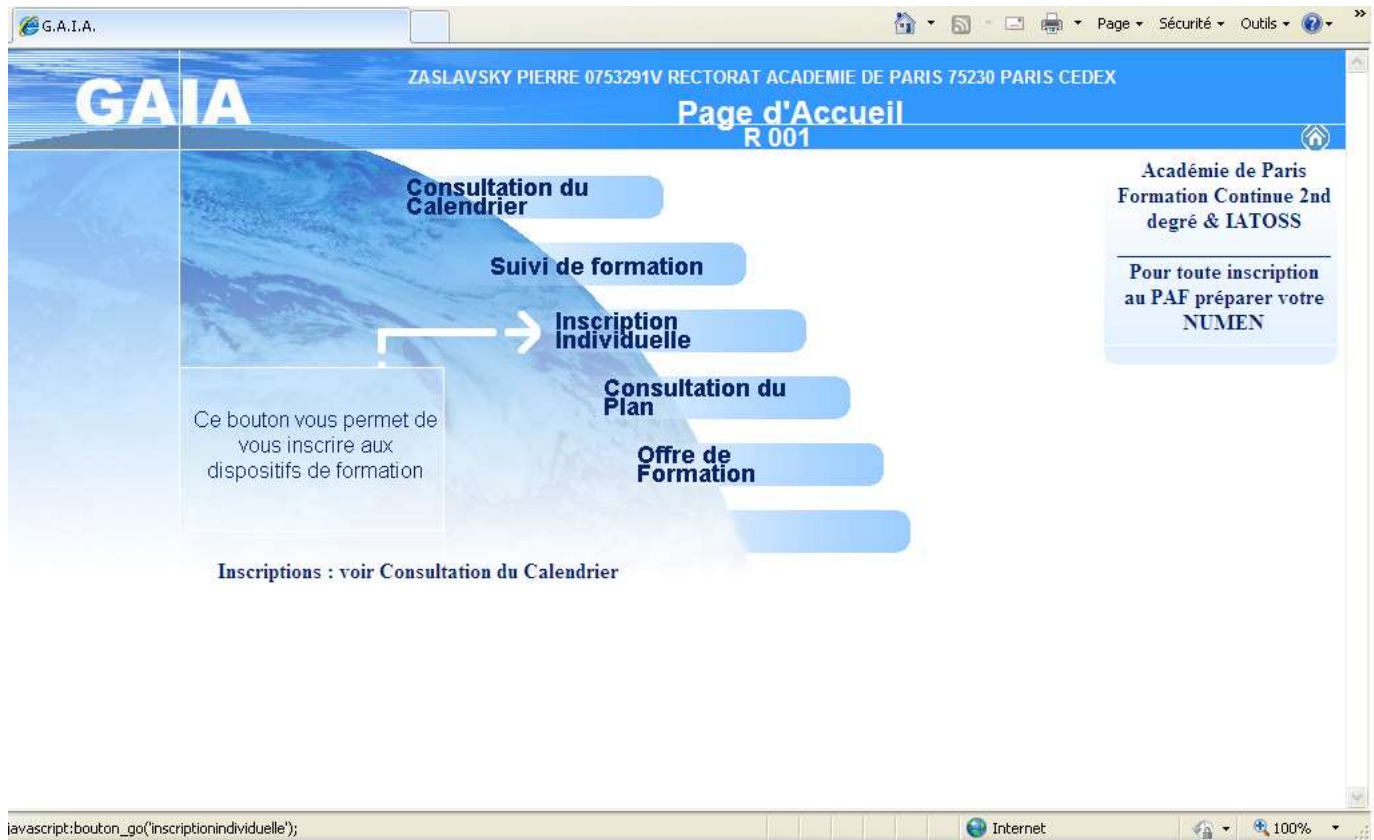 G.A.I.A.
Page Sécurité Outils »
GAIA
ZASLAVSKY PIERRE 0753291V RECTORAT ACADEMIE DE PARIS 75230 PARIS CEDEX
Page d'Accueil
R 001
Consultation du
Calendrier
Suivi de formation
Inscription
Individuelle
Consultation du
Plan
Offre de
Formation
Ce bouton vous permet de
vous inscrire aux
dispositifs de formation
Inscriptions : voir Consultation du Calendrier
Académie de Paris
Formation Continue 2nd
degré & IATOSS
Pour toute inscription
au PAF préparer votre
NUMEN
javascript:bouton_go('inscriptionindividuelle');
Internet
100%